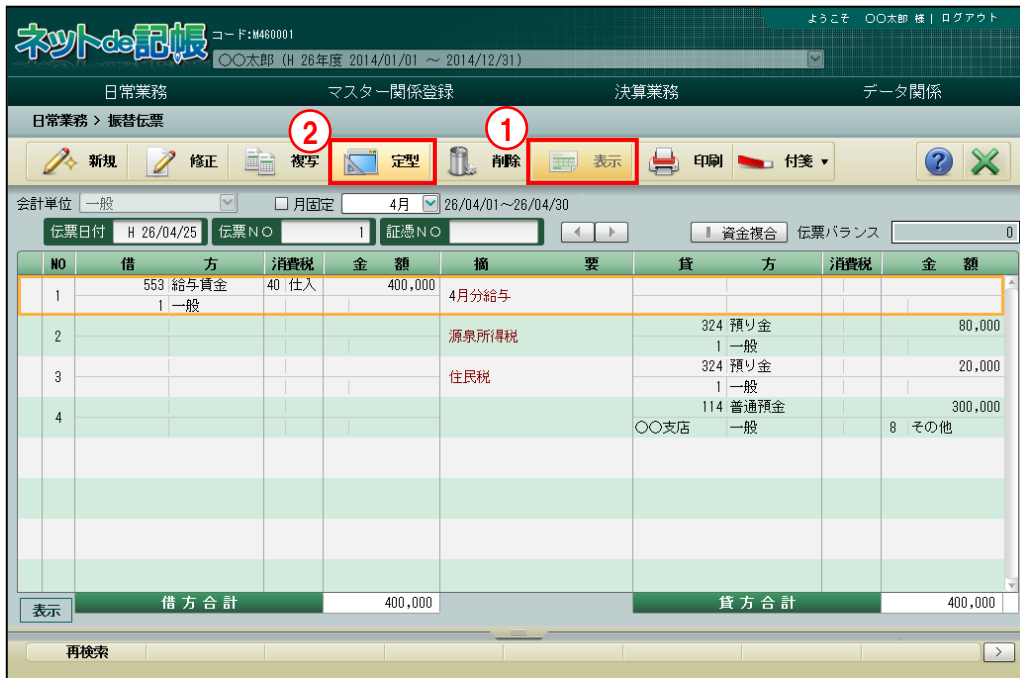 ようこそ 〇〇太郎 様 | ログアウト
ネットde記帳 コード:M460001
〇〇太郎 (H 26年度 2014/01/01 ～ 2014/12/31)
日常業務 マスター関係登録 決算業務 データ関係
日常業務 > 振替伝票
② ①
新規 修正 複写 定型 削除 表示 印刷 付箋 ▼ ?
会計単位 一般 月固定 4月 26/04/01～26/04/30
伝票日付 H 26/04/25 伝票NO 1 証憑NO 資金複合 伝票バランス 0
NO 借方 消費税 金額 摘要 貸方 消費税 金額
1 553 給与賃金 40 仕入 400,000 4月分給与
1 一般
2 源泉所得税 324 預り金 80,000
1 一般
3 住民税 324 預り金 20,000
1 一般
4 114 普通預金 300,000
〇〇支店 一般 8 その他
表示 借方合計 400,000 貸方合計 400,000
再検索 >